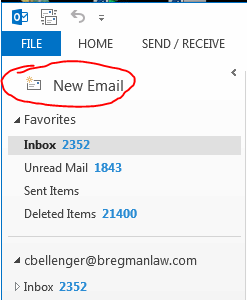 FILE HOME SEND / RECEIVE
New Email
Favorites
Inbox 2352
Unread Mail 1843
Sent Items
Deleted Items 21400
cbellenger@bregmanlaw.com
Inbox 2352